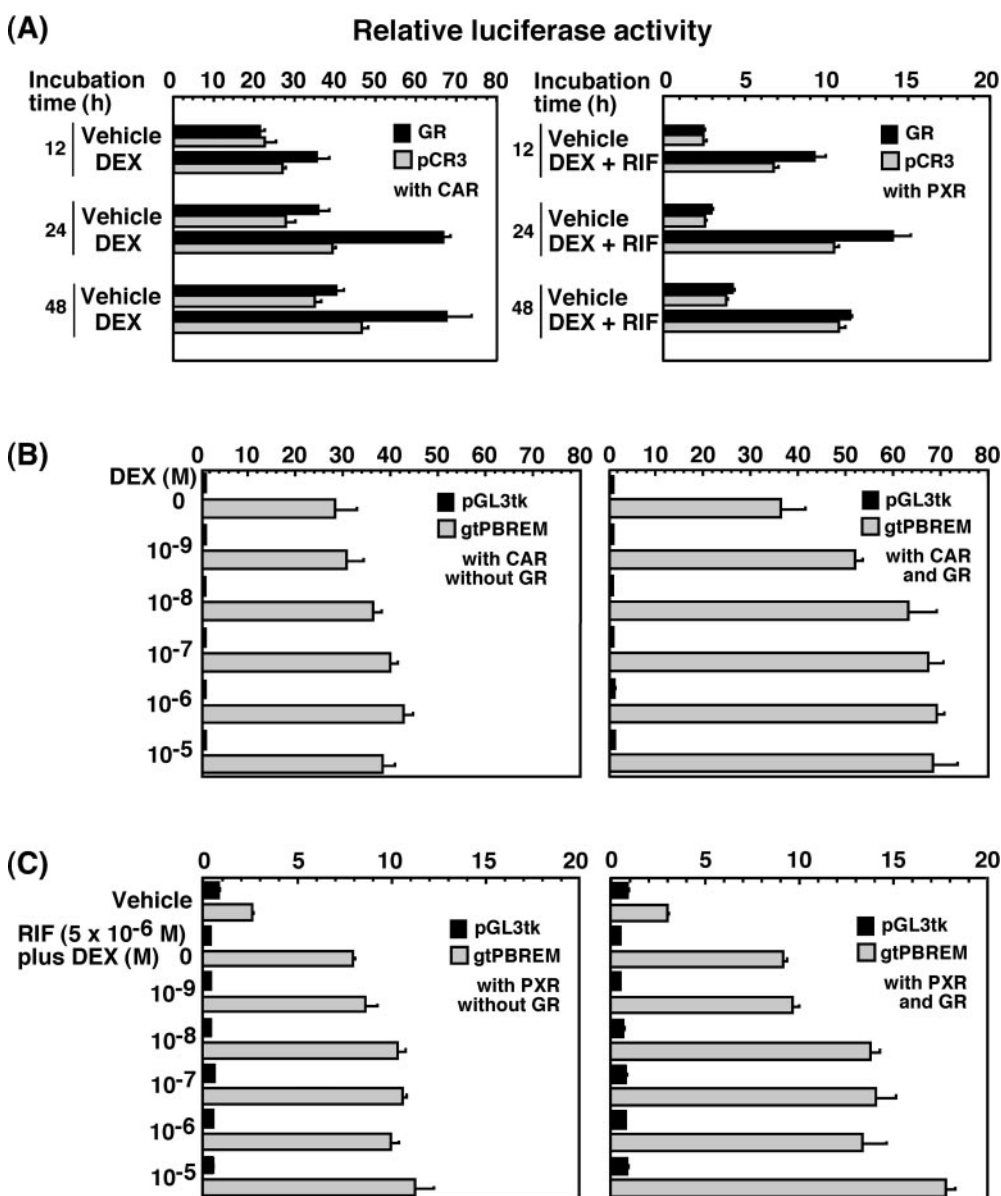 (A)
Relative luciferase activity
Incubation time (h)
0 10 20 30 40 50 60 70 80
12
Vehicle
DEX
24
Vehicle
DEX
48
Vehicle
DEX
GR
pCR3
with CAR
Incubation time (h)
0 5 10 15 20
12
Vehicle
DEX + RIF
24
Vehicle
DEX + RIF
48
Vehicle
DEX + RIF
GR
pCR3
with PXR
(B)
0 10 20 30 40 50 60 70 80
DEX (M)
0
10-9
10-8
10-7
10-6
10-5
pGL3tk
gtPBREM
with CAR
without GR
0 10 20 30 40 50 60 70 80
pGL3tk
gtPBREM
with CAR
and GR
(C)
0 5 10 15 20
Vehicle
RIF (5 x 10-6 M)
plus DEX (M) 0
10-9
10-8
10-7
10-6
10-5
pGL3tk
gtPBREM
with PXR
without GR
0 5 10 15 20
pGL3tk
gtPBREM
with PXR
and GR